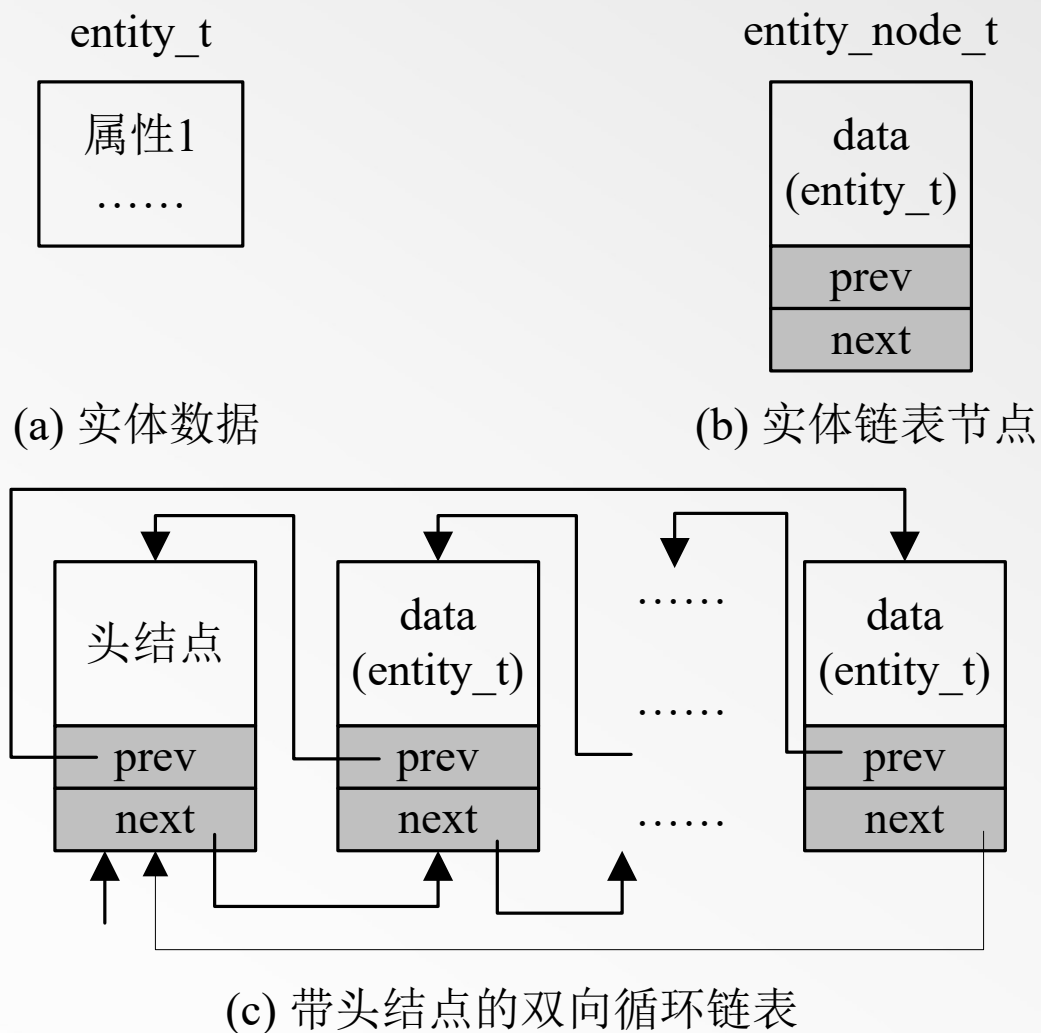 entity_t
属性1
……
(a) 实体数据
entity_node_t
data
(entity_t)
prev
next
(b) 实体链表节点
头结点
prev
next
data
(entity_t)
prev
next
……
……
……
data
(entity_t)
prev
next
(c) 带头结点的双向循环链表